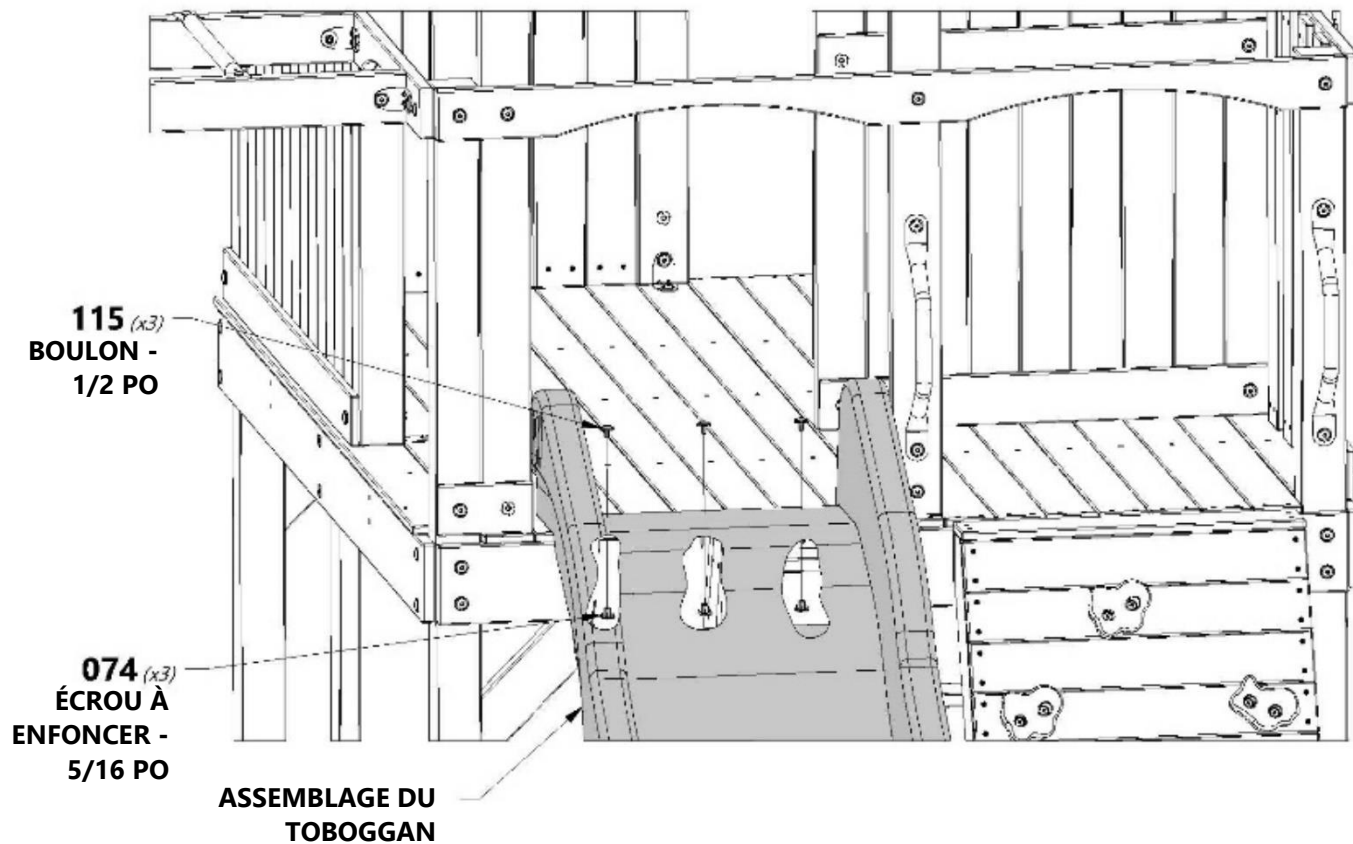 115 (x3)
BOULON -
1/2 PO
074 (x3)
ÉCROU À
ENFONCER -
5/16 PO
ASSEMBLAGE DU
TOBOGGAN